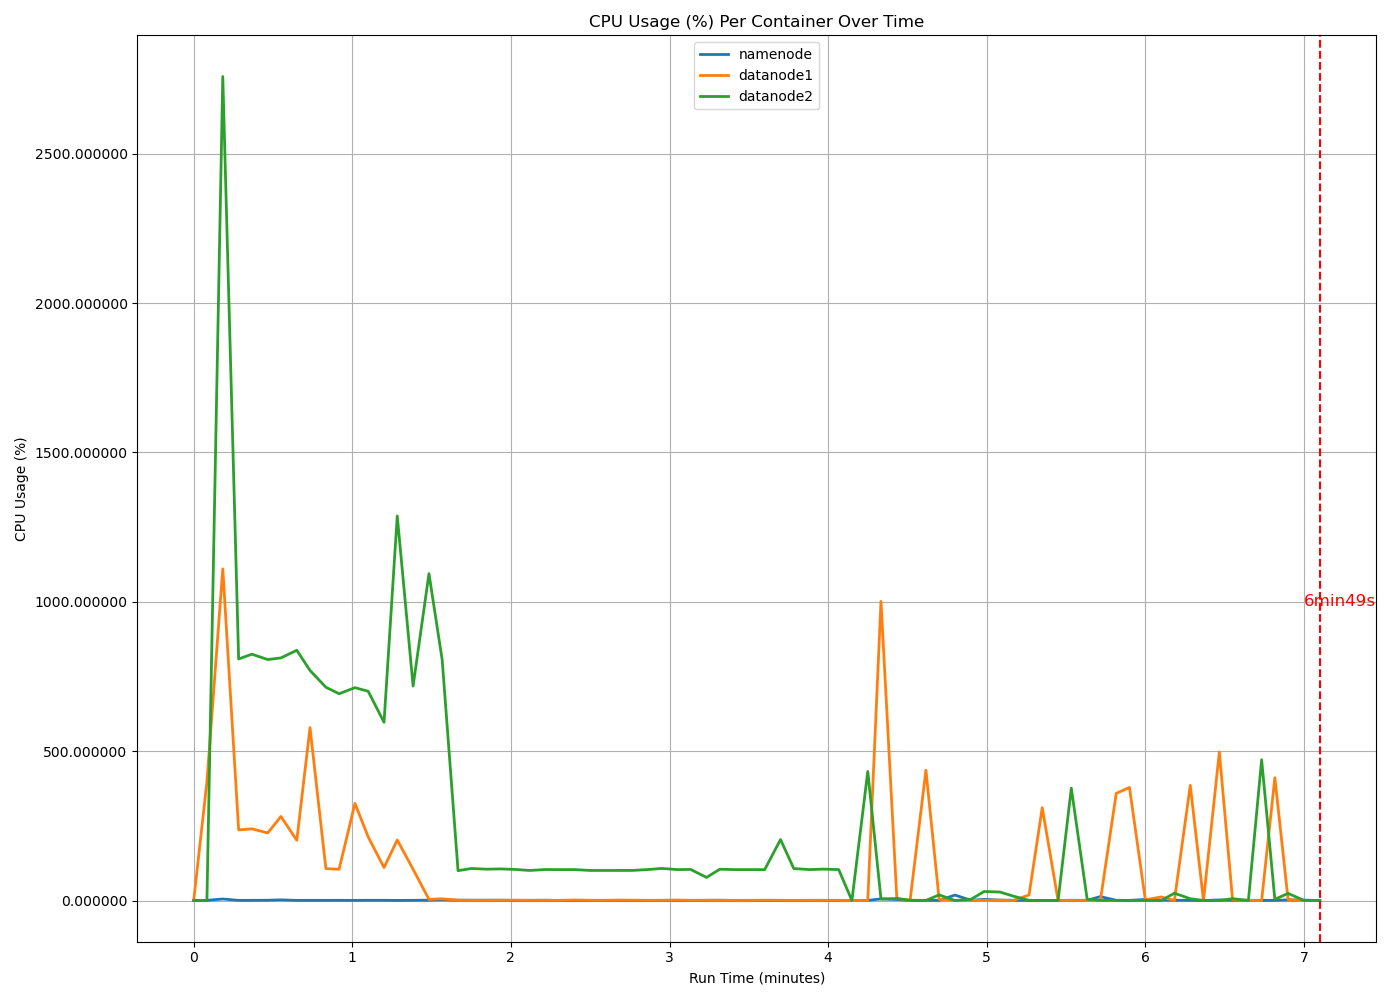 CPU Usage (%) Per Container Over Time
namenode
datanode1
datanode2
CPU Usage (%)
2500.000000
2000.000000
1500.000000
1000.000000
500.000000
0.000000
6min49s
0 1 2 3 4 5 6 7
Run Time (minutes)